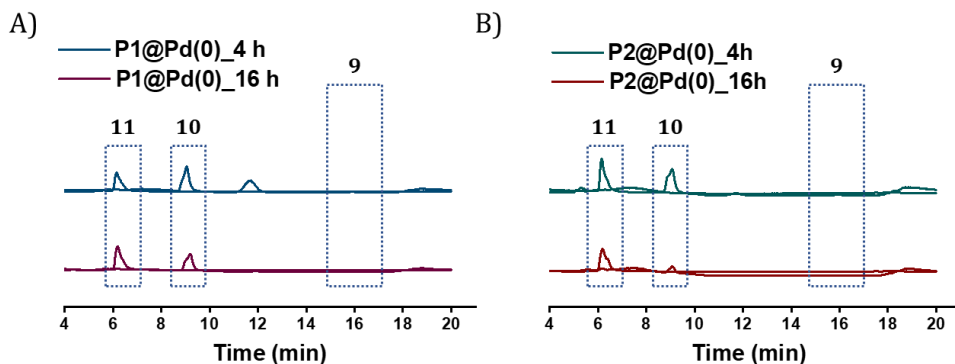 A)
P1@Pd(0)_4 h
P1@Pd(0)_16 h
9
11
10
4 6 8 10 12 14 16 18 20
Time (min)
B)
P2@Pd(0)_4h
P2@Pd(0)_16h
9
11
10
4 6 8 10 12 14 16 18 20
Time (min)